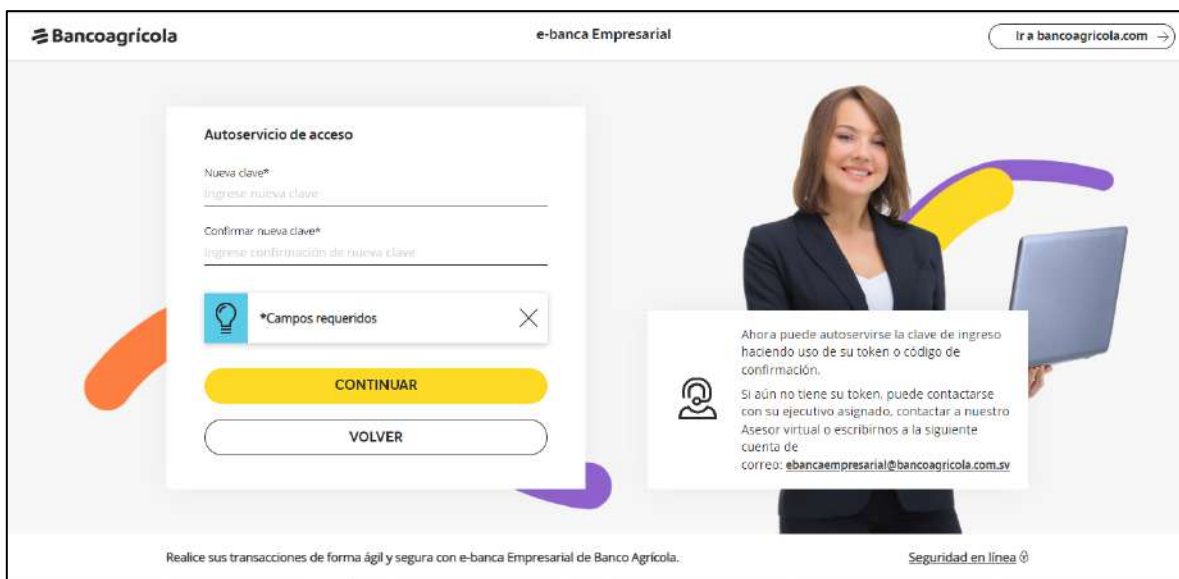 Bancoagrícola
e-banca Empresarial
Ir a bancoagricola.com
Autoservicio de acceso
Nueva clave*
Ingrese nueva clave
Confirmar nueva clave*
Ingrese confirmación de nueva clave
*Campos requeridos
CONTINUAR
VOLVER
Ahora puede autoservirse la clave de ingreso
haciendo uso de su token o código de
confirmación.
Si aún no tiene su token, puede contactarse
con su ejecutivo asignado, contactar a nuestro
Asesor virtual o escribirnos a la siguiente
cuenta de
correo: ebancaempresarial@bancoagricola.com.sv
Realice sus transacciones de forma ágil y segura con e-banca Empresarial de Banco Agrícola.
Seguridad en línea